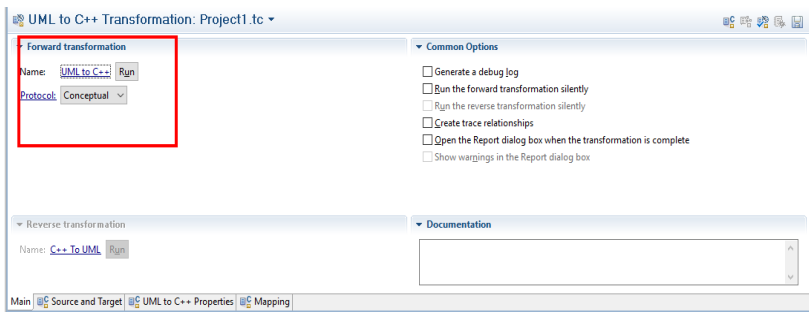 UML to C++ Transformation: Project1.tc
Forward transformation
Name: UML to C++ Run
Protocol: Conceptual
Common Options
Generate a debug log
Run the forward transformation silently
Run the reverse transformation silently
Create trace relationships
Open the Report dialog box when the transformation is complete
Show warnings in the Report dialog box
Reverse transformation
Name: C++ To UML Run
Documentation
Main Source and Target UML to C++ Properties Mapping